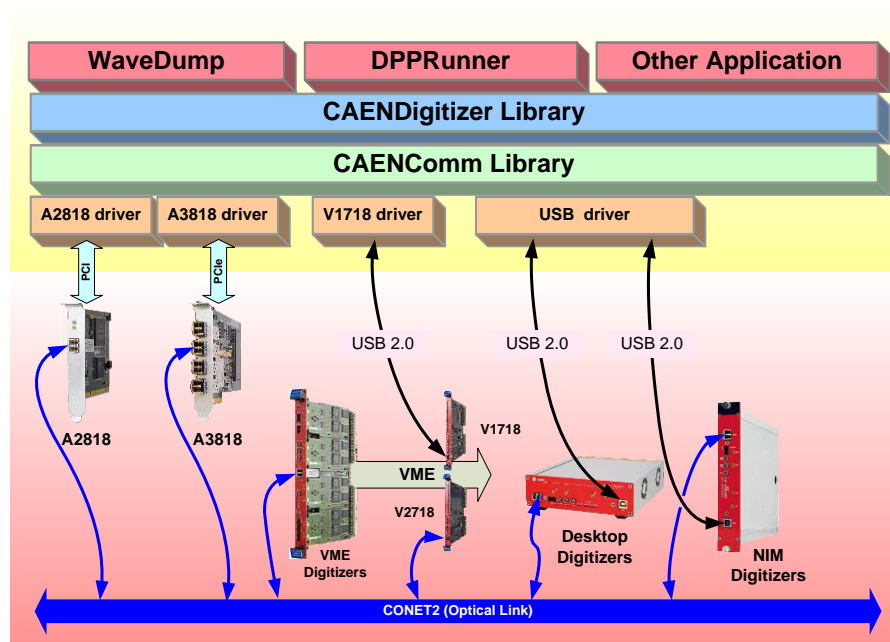 WaveDump
DPPRunner
Other Application
CAENDigitizer Library
CAENComm Library
A2818 driver
A3818 driver
V1718 driver
USB driver
PCI
PCIe
USB 2.0
USB 2.0
USB 2.0
A2818
A3818
V1718
VME
V2718
VME
Digitizers
Desktop
Digitizers
NIM
Digitizers
CONET2 (Optical Link)